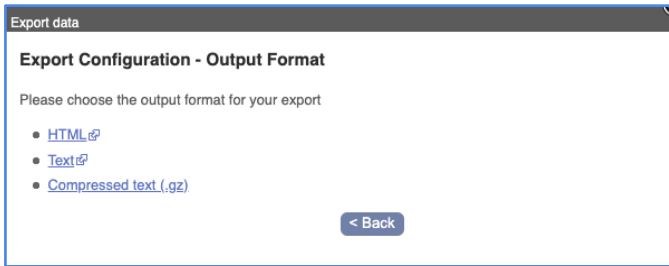 Export data
Export Configuration - Output Format
Please choose the output format for your export
HTML
Text
Compressed text (.gz)
< Back